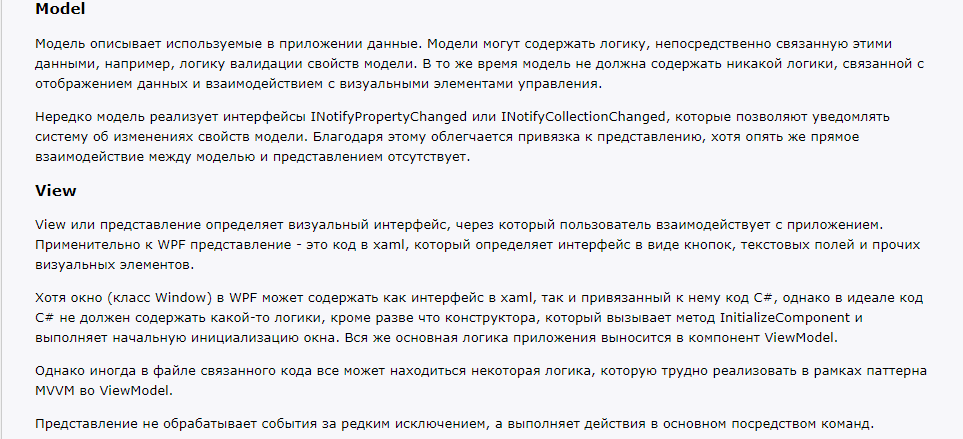 Model
Модель описывает используемые в приложении данные. Модели могут содержать логику, непосредственно связанную этими
данными, например, логику валидации свойств модели. В то же время модель не должна содержать никакой логики, связанной с
отображением данных и взаимодействием с визуальными элементами управления.
Нередко модель реализует интерфейсы INotifyPropertyChanged или INotifyCollectionChanged, которые позволяют уведомлять
систему об изменениях свойств модели. Благодаря этому облегчается привязка к представлению, хотя опять же прямое
взаимодействие между моделью и представлением отсутствует.
View
View или представление определяет визуальный интерфейс, через который пользователь взаимодействует с приложением.
Применительно к WPF представление - это код в xaml, который определяет интерфейс в виде кнопок, текстовых полей и прочих
визуальных элементов.
Хотя окно (класс Window) в WPF может содержать как интерфейс в xaml, так и привязанный к нему код C#, однако в идеале код
C# не должен содержать какой-то логики, кроме разве что конструктора, который вызывает метод InitializeComponent и
выполняет начальную инициализацию окна. Вся же основная логика приложения выносится в компонент ViewModel.
Однако иногда в файле связанного кода все может находиться некоторая логика, которую трудно реализовать в рамках паттерна
MVVM во ViewModel.
Представление не обрабатывает события за редким исключением, а выполняет действия в основном посредством команд.